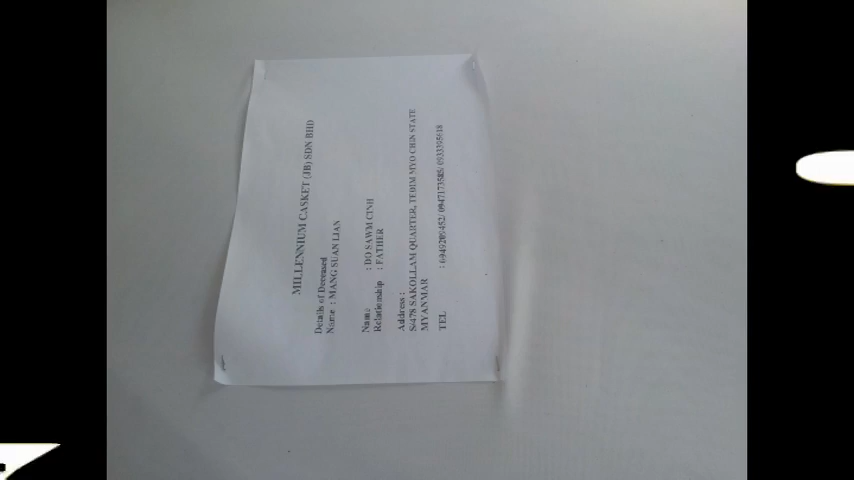 MILLENNIUM CASKET (JB) SDN BHD
Details of Deceased
Name : MANG SUAN LIAN
Name : DO SAWM CINH
Relationship : FATHER
Address :
S/478 SAKOLLAM QUARTER, TEDIM MYO CHIN STATE
MYANMAR
TEL